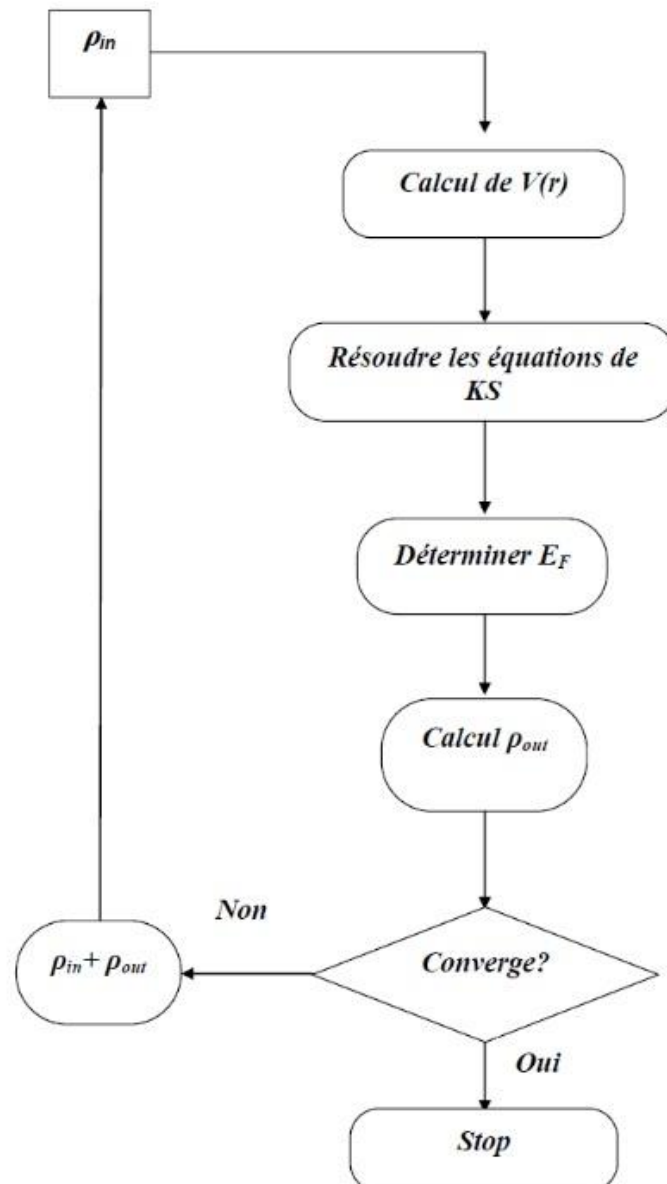 ρin
Calcul de V(r)
Résoudre les équations de
KS
Déterminer EF
Calcul ρout
Non
ρin+ ρout
Converge?
Oui
Stop